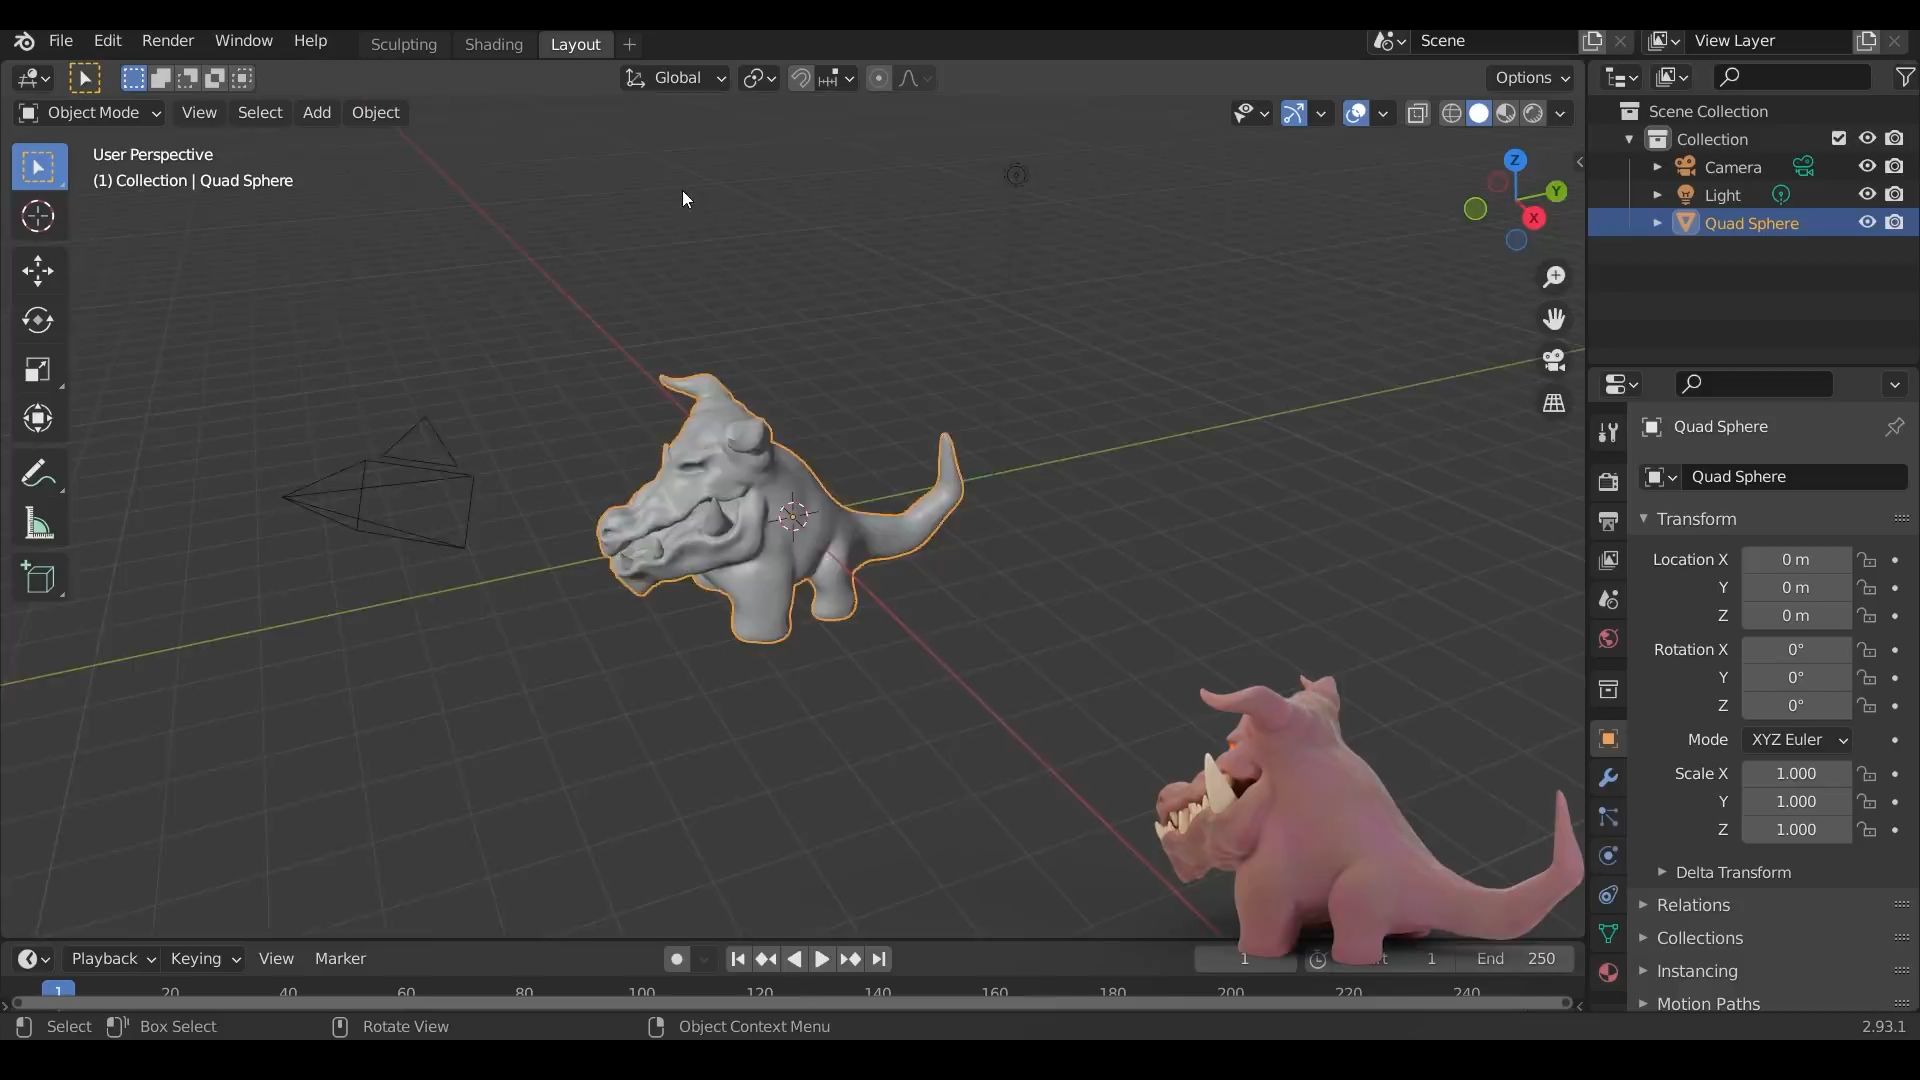 File Edit Render Window Help Sculpting Shading Layout + Scene View Layer
Global Options
Object Mode View Select Add Object
User Perspective
(1) Collection | Quad Sphere
Z
Y
X
Scene Collection
Collection
Camera
Light
Quad Sphere
Quad Sphere
Quad Sphere
Transform
Location X 0 m
Y 0 m
Z 0 m
Rotation X 0°
Y 0°
Z 0°
Mode XYZ Euler
Scale X 1.000
Y 1.000
Z 1.000
Delta Transform
Relations
Collections
Instancing
Motion Paths
Playback Keying View Marker 1 1 End 250
1 20 40 60 80 100 120 140 160 180 200 220 240
Select Box Select Rotate View Object Context Menu 2.93.1